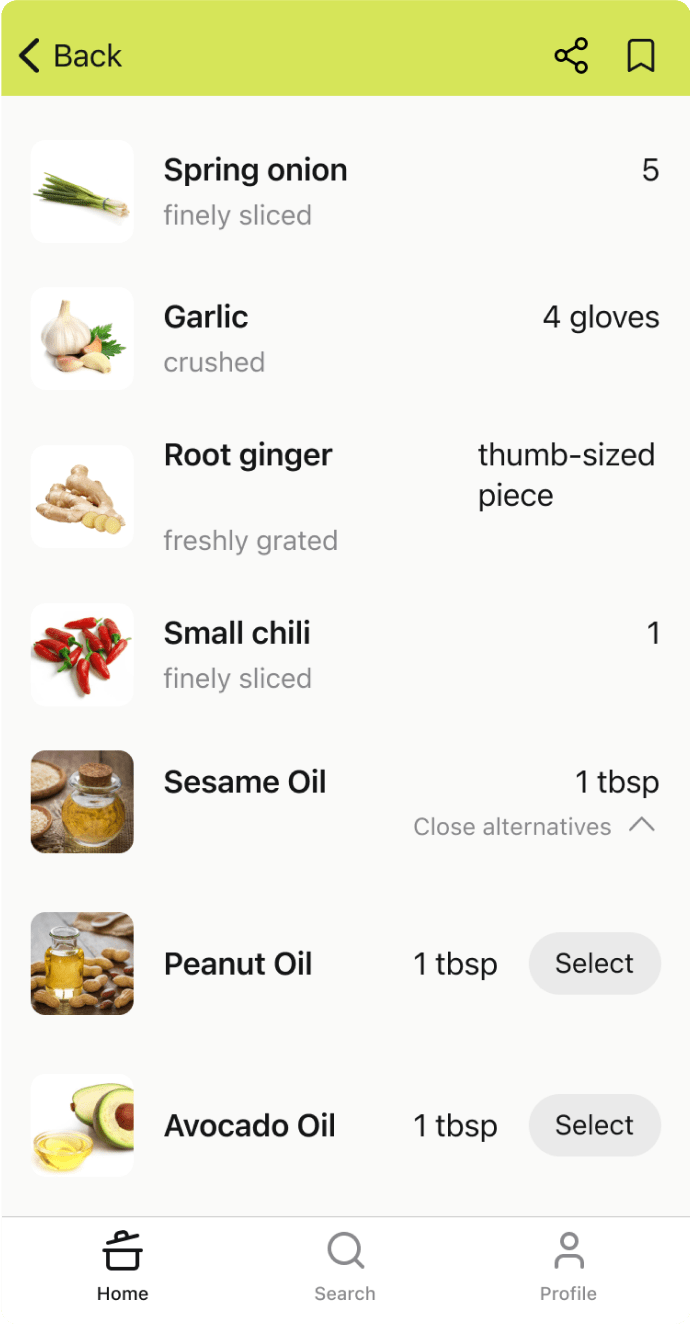 Back
Spring onion 5
finely sliced
Garlic 4 gloves
crushed
Root ginger thumb-sized
piece
freshly grated
Small chili 1
finely sliced
Sesame Oil 1 tbsp
Close alternatives
Peanut Oil 1 tbsp Select
Avocado Oil 1 tbsp Select
Home Search Profile